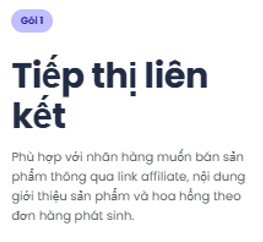 Gói 1
Tiếp thị liên
kết
Phù hợp với nhãn hàng muốn bán sản
phẩm thông qua link affiliate, nội dung
giới thiệu sản phẩm và hoa hồng theo
đơn hàng phát sinh.